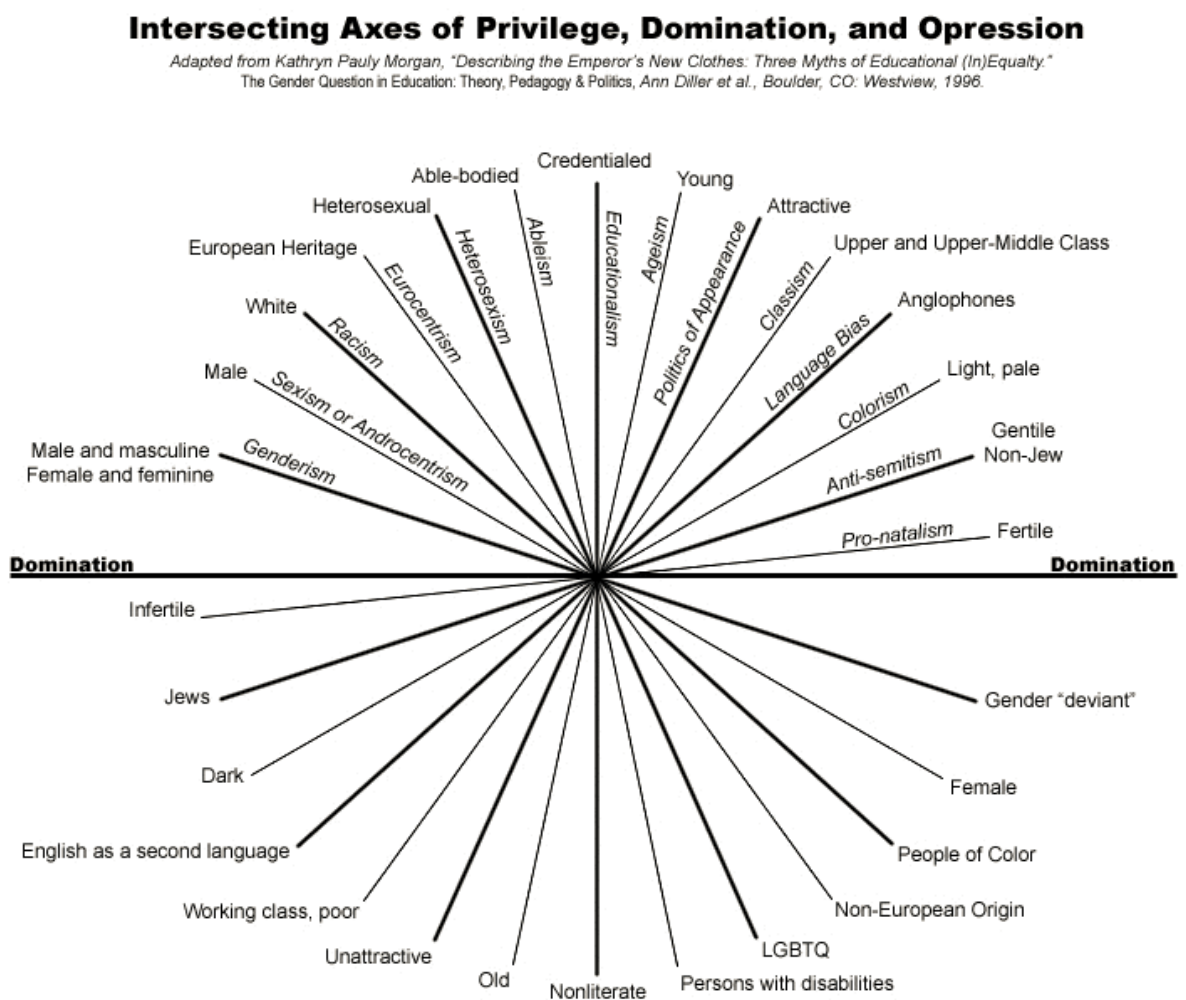 Intersecting Axes of Privilege, Domination, and Opression
Adapted from Kathryn Pauly Morgan, "Describing the Emperor's New Clothes: Three Myths of Educational (In)Equalty."
The Gender Question in Education: Theory, Pedagogy & Politics, Ann Diller et al., Boulder, CO: Westview, 1996.
Credentialed
Able-bodied
Young
Heterosexual
Attractive
European Heritage
Upper and Upper-Middle Class
White
Anglophones
Male
Light, pale
Male and masculine
Female and feminine
Gentile
Non-Jew
Fertile
Genderism
Sexism or Androcentrism
Racism
Eurocentrism
Heterosexism
Ableism
Educationalism
Ageism
Politics of Appearance
Classism
Language Bias
Colorism
Anti-semitism
Pro-natalism
Domination
Domination
Infertile
Jews
Gender "deviant"
Dark
Female
English as a second language
People of Color
Working class, poor
Non-European Origin
Unattractive
LGBTQ
Old
Persons with disabilities
Nonliterate